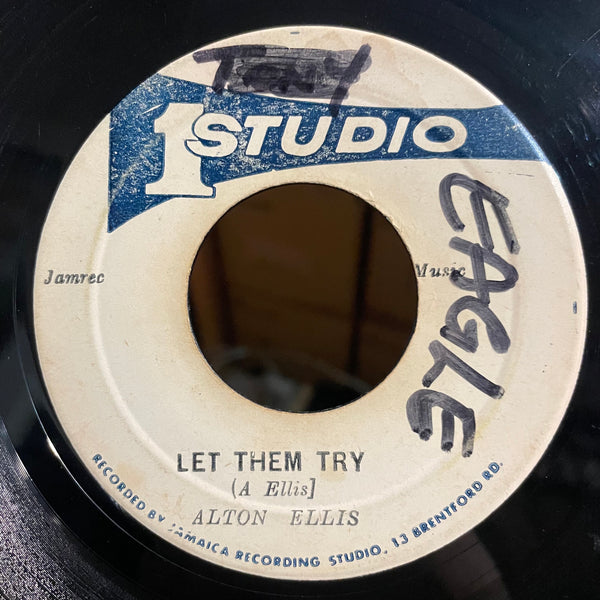 TONY
1 STUDIO
EAGLE
Jamrec
Music
LET THEM TRY
(A Ellis]
ALTON ELLIS
RECORDED BY JAMAICA RECORDING STUDIO, 13 BRENTFORD RD.